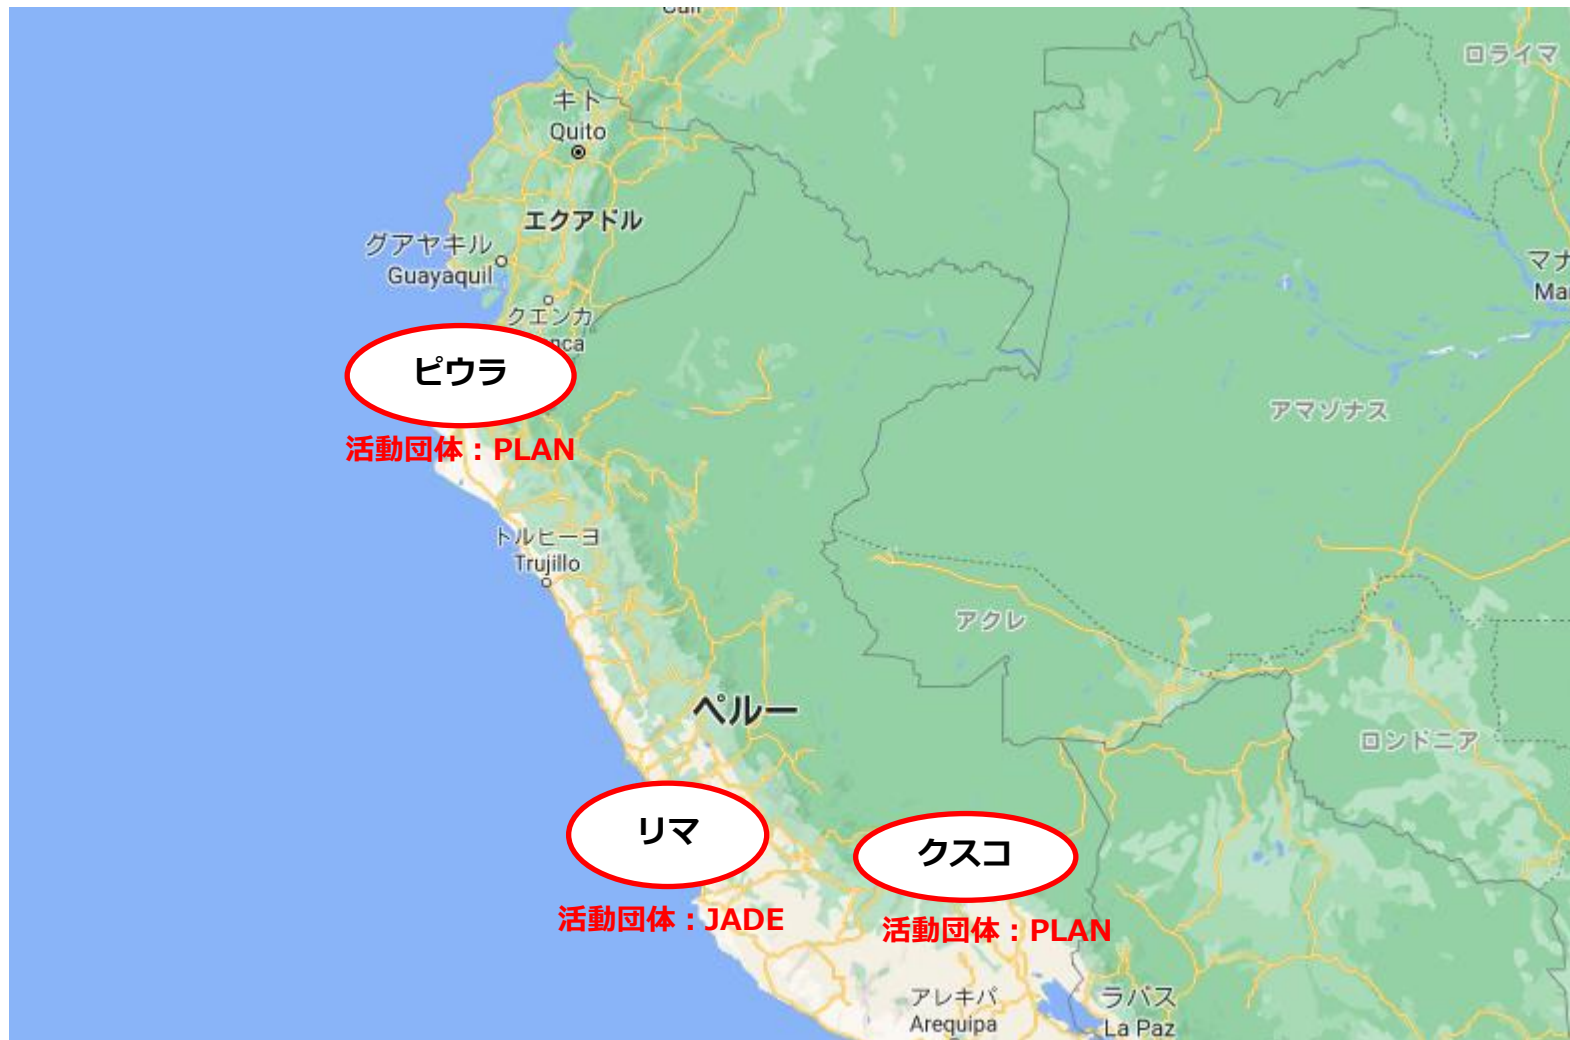 Cali
ロライマ
キト
Quito
エクアドル
グアヤキル
Guayaquil
マナ
Ma
クエンカ
nca
ピウラ
アマゾナス
活動団体：PLAN
トルヒーヨ
Trujillo
アクレ
ペルー
ロンドニア
リマ
クスコ
活動団体：JADE
活動団体：PLAN
アレキパ
Arequipa
ラパス
La Paz